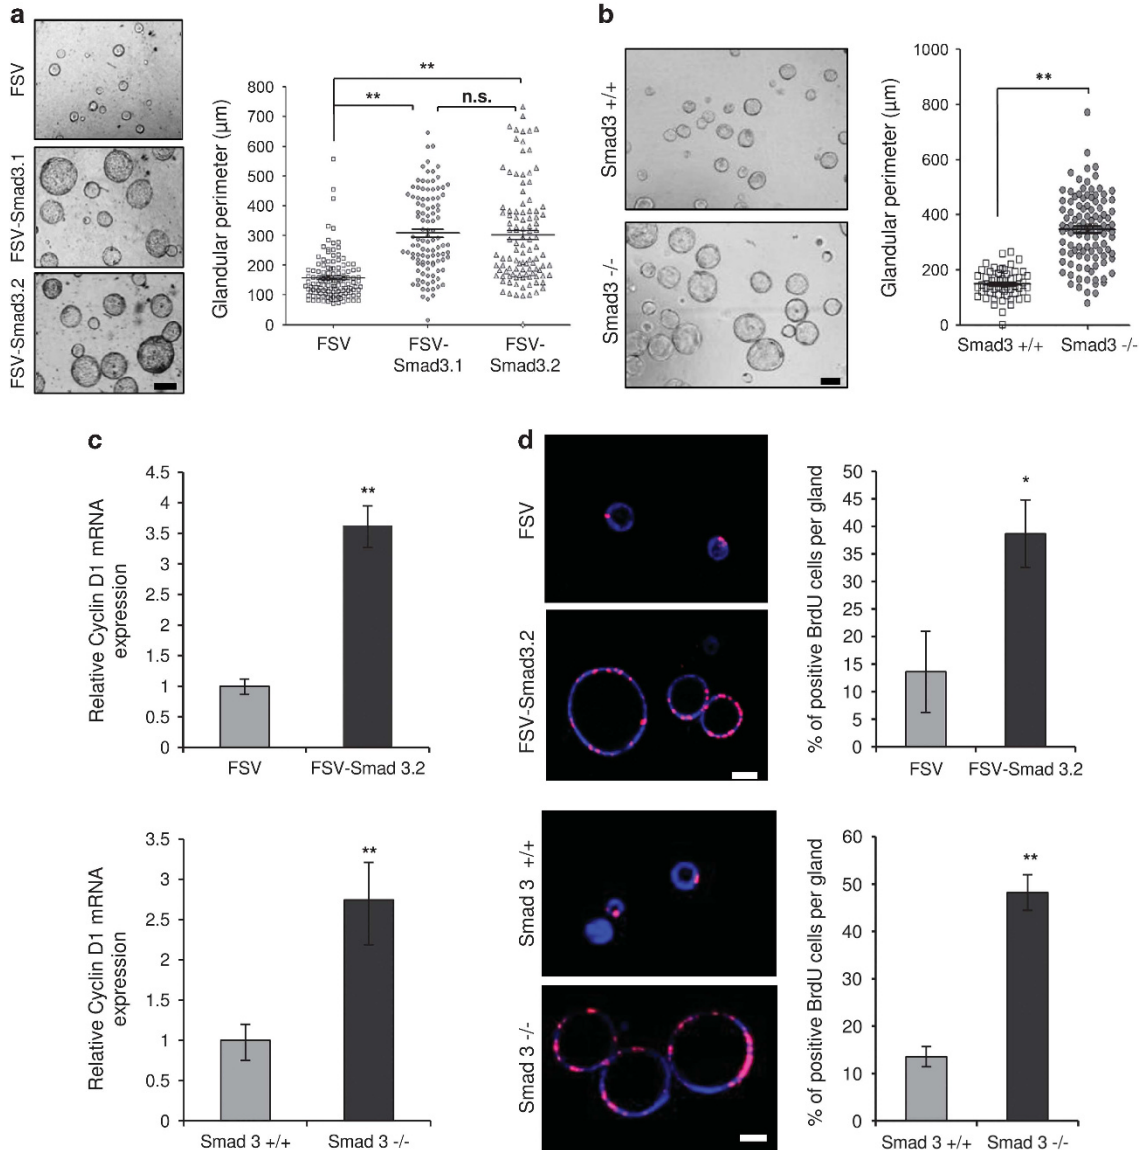 a
FSV
FSV-Smad3.1
FSV-Smad3.2
Glandular perimeter (µm)
800
700
600
500
400
300
200
100
0
**
**
n.s.
FSV
FSV-
Smad3.1
FSV-
Smad3.2
b
Smad3 +/+
Smad3 -/-
Glandular perimeter (µm)
1000
800
600
400
200
0
**
Smad3 +/+
Smad3 -/-
c
Relative Cyclin D1 mRNA
expression
4.5
4
3.5
3
2.5
2
1.5
1
0.5
0
**
FSV
FSV-Smad 3.2
Relative Cyclin D1 mRNA
expression
3.5
3
2.5
2
1.5
1
0.5
0
**
Smad 3 +/+
Smad 3 -/-
d
FSV
FSV-Smad3.2
% of positive BrdU cells per gland
50
45
40
35
30
25
20
15
10
5
0
*
FSV
FSV-Smad 3.2
Smad 3 +/+
Smad 3 -/-
% of positive BrdU cells per gland
60
50
40
30
20
10
0
**
Smad 3 +/+
Smad 3 -/-